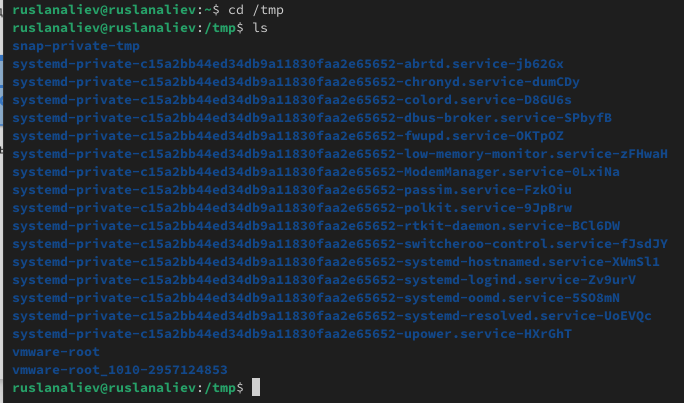 ruslanaliev@ruslanaliev:~$ cd /tmp
ruslanaliev@ruslanaliev:/tmp$ ls
snap-private-tmp
systemd-private-c15a2bb44ed34db9a11830faa2e65652-abrtd.service-jb62Gx
systemd-private-c15a2bb44ed34db9a11830faa2e65652-chronyd.service-dumCDy
systemd-private-c15a2bb44ed34db9a11830faa2e65652-colord.service-D8GU6s
systemd-private-c15a2bb44ed34db9a11830faa2e65652-dbus-broker.service-SPbyfB
systemd-private-c15a2bb44ed34db9a11830faa2e65652-fwupd.service-OKTpOZ
systemd-private-c15a2bb44ed34db9a11830faa2e65652-low-memory-monitor.service-zFHwaH
systemd-private-c15a2bb44ed34db9a11830faa2e65652-ModemManager.service-0LxiNa
systemd-private-c15a2bb44ed34db9a11830faa2e65652-passim.service-FzkOiu
systemd-private-c15a2bb44ed34db9a11830faa2e65652-polkit.service-9JpBrw
systemd-private-c15a2bb44ed34db9a11830faa2e65652-rtkit-daemon.service-BCl6DW
systemd-private-c15a2bb44ed34db9a11830faa2e65652-switcheroo-control.service-fJsdJY
systemd-private-c15a2bb44ed34db9a11830faa2e65652-systemd-hostnamed.service-XWmSl1
systemd-private-c15a2bb44ed34db9a11830faa2e65652-systemd-logind.service-Zv9urV
systemd-private-c15a2bb44ed34db9a11830faa2e65652-systemd-oomd.service-5SO8mN
systemd-private-c15a2bb44ed34db9a11830faa2e65652-systemd-resolved.service-UoEVQc
systemd-private-c15a2bb44ed34db9a11830faa2e65652-upower.service-HXrGhT
vmware-root
vmware-root_1010-2957124853
ruslanaliev@ruslanaliev:/tmp$